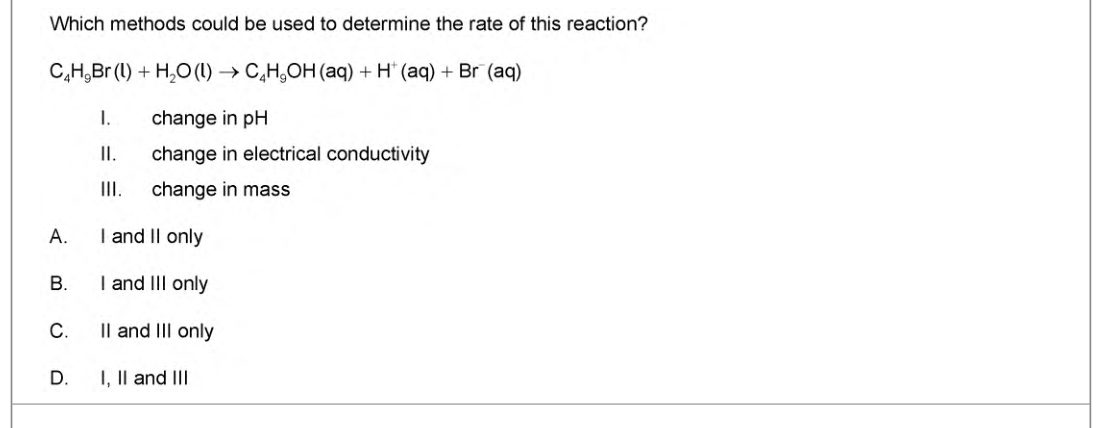 Which methods could be used to determine the rate of this reaction?
C₄H₉Br (l) + H₂O (l) → C₄H₉OH (aq) + H⁺ (aq) + Br⁻ (aq)
I. change in pH
II. change in electrical conductivity
III. change in mass
A. I and II only
B. I and III only
C. II and III only
D. I, II and III